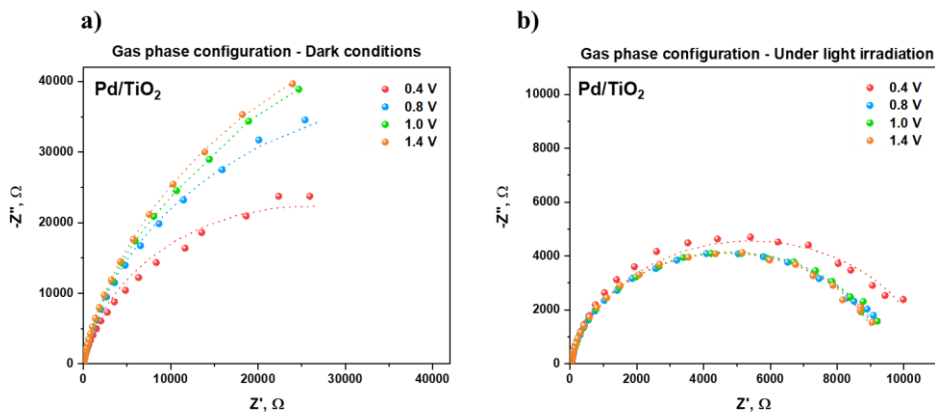 a)
Gas phase configuration - Dark conditions
Pd/TiO₂
0.4 V
0.8 V
1.0 V
1.4 V
-Z'', Ω
40000
30000
20000
10000
0
0 10000 20000 30000 40000
Z', Ω
b)
Gas phase configuration - Under light irradiation
Pd/TiO₂
0.4 V
0.8 V
1.0 V
1.4 V
-Z'', Ω
10000
8000
6000
4000
2000
0
0 2000 4000 6000 8000 10000
Z', Ω